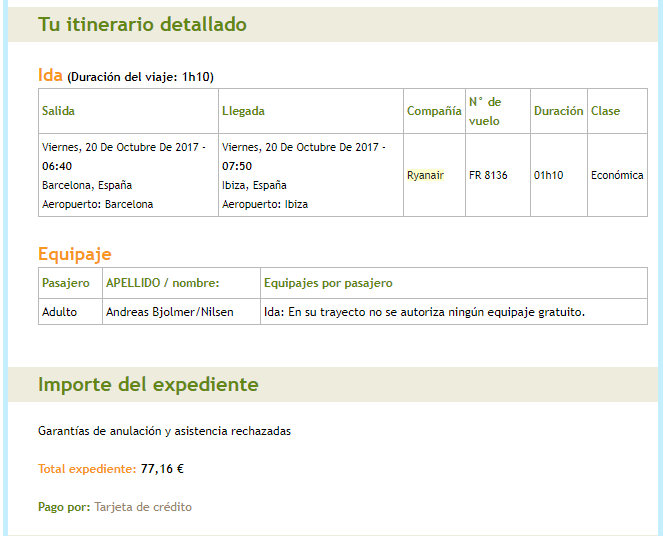 Tu itinerario detallado
Ida (Duración del viaje: 1h10)
Salida
Llegada
Compañía
N° de
vuelo
Duración
Clase
Viernes, 20 De Octubre De 2017 -
06:40
Barcelona, España
Aeropuerto: Barcelona
Viernes, 20 De Octubre De 2017 -
07:50
Ibiza, España
Aeropuerto: Ibiza
Ryanair
FR 8136
01h10
Económica
Equipaje
Pasajero
APELLIDO / nombre:
Equipajes por pasajero
Adulto
Andreas Bjolmer/Nilsen
Ida: En su trayecto no se autoriza ningún equipaje gratuito.
Importe del expediente
Garantías de anulación y asistencia rechazadas
Total expediente: 77,16 €
Pago por: Tarjeta de crédito